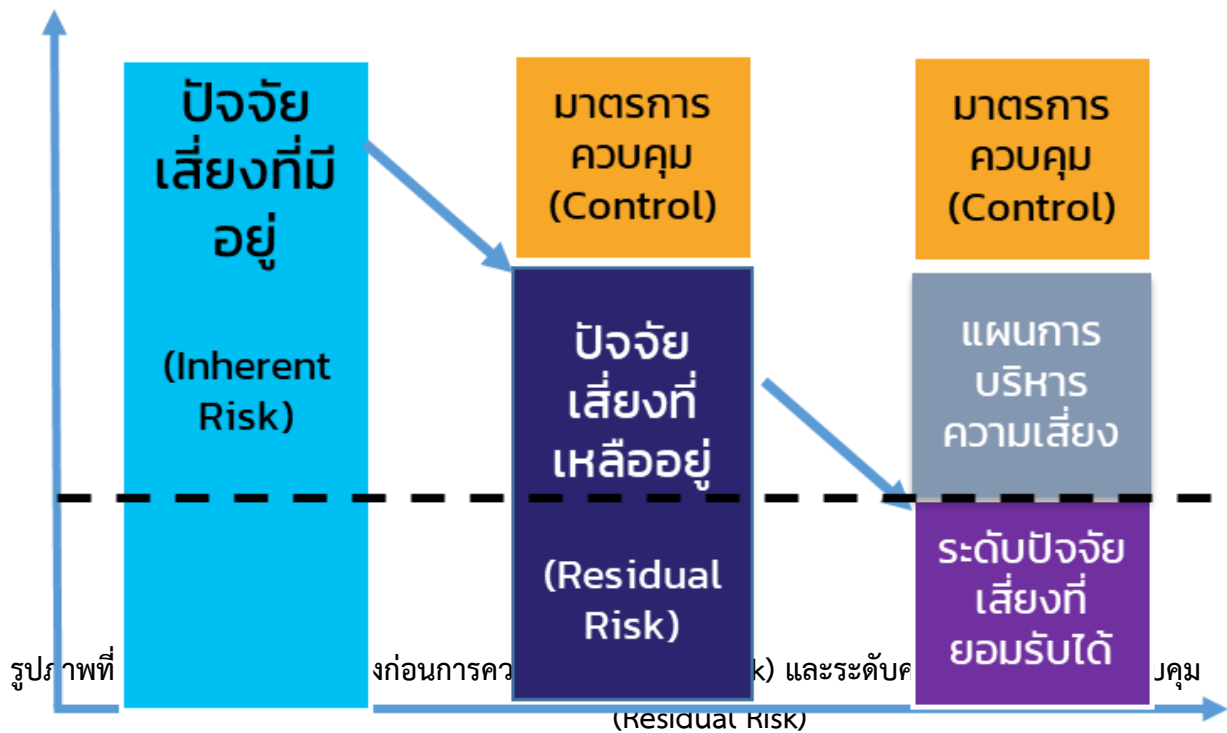 ปัจจัย
เสี่ยงที่มี
อยู่
(Inherent
Risk)
มาตรการ
ควบคุม
(Control)
ปัจจัย
เสี่ยงที่
เหลืออยู่
(Residual
Risk)
มาตรการ
ควบคุม
(Control)
แผนการ
บริหาร
ความเสี่ยง
ระดับปัจจัย
เสี่ยงที่
ยอมรับได้
รูปภาพที่ งก่อนการคว k) และระดับค บคุม
(Residual Risk)